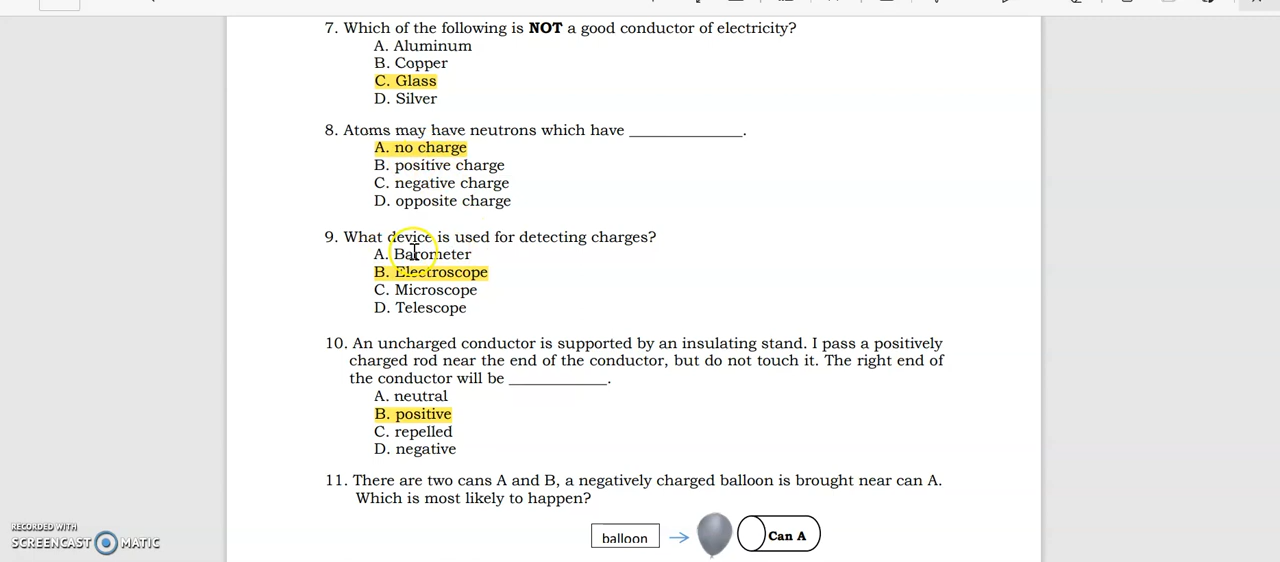 7. Which of the following is NOT a good conductor of electricity?
A. Aluminum
B. Copper
C. Glass
D. Silver
8. Atoms may have neutrons which have ______________.
A. no charge
B. positive charge
C. negative charge
D. opposite charge
9. What device is used for detecting charges?
A. Barometer
B. Electroscope
C. Microscope
D. Telescope
10. An uncharged conductor is supported by an insulating stand. I pass a positively
charged rod near the end of the conductor, but do not touch it. The right end of
the conductor will be ____________.
A. neutral
B. positive
C. repelled
D. negative
11. There are two cans A and B, a negatively charged balloon is brought near can A.
Which is most likely to happen?
balloon
Can A
RECORDED WITH
SCREENCAST MATIC